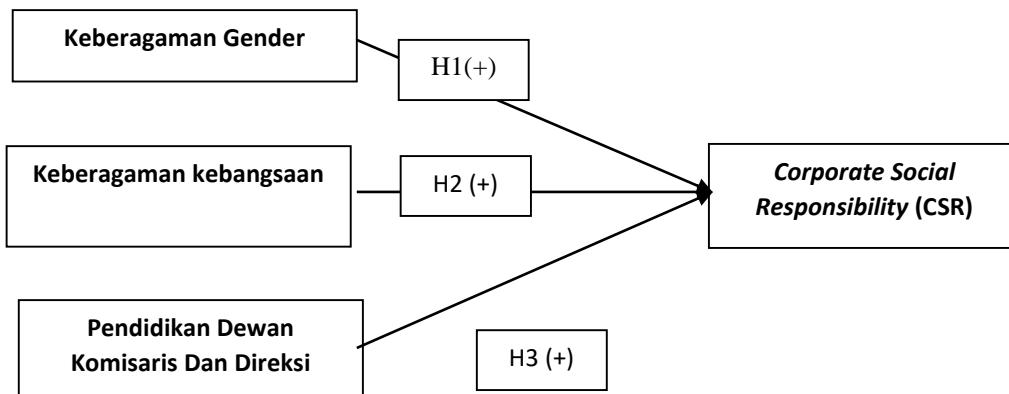 Keberagaman Gender
H1(+)
Keberagaman kebangsaan
H2 (+)
Corporate Social
Responsibility (CSR)
Pendidikan Dewan
Komisaris Dan Direksi
H3 (+)